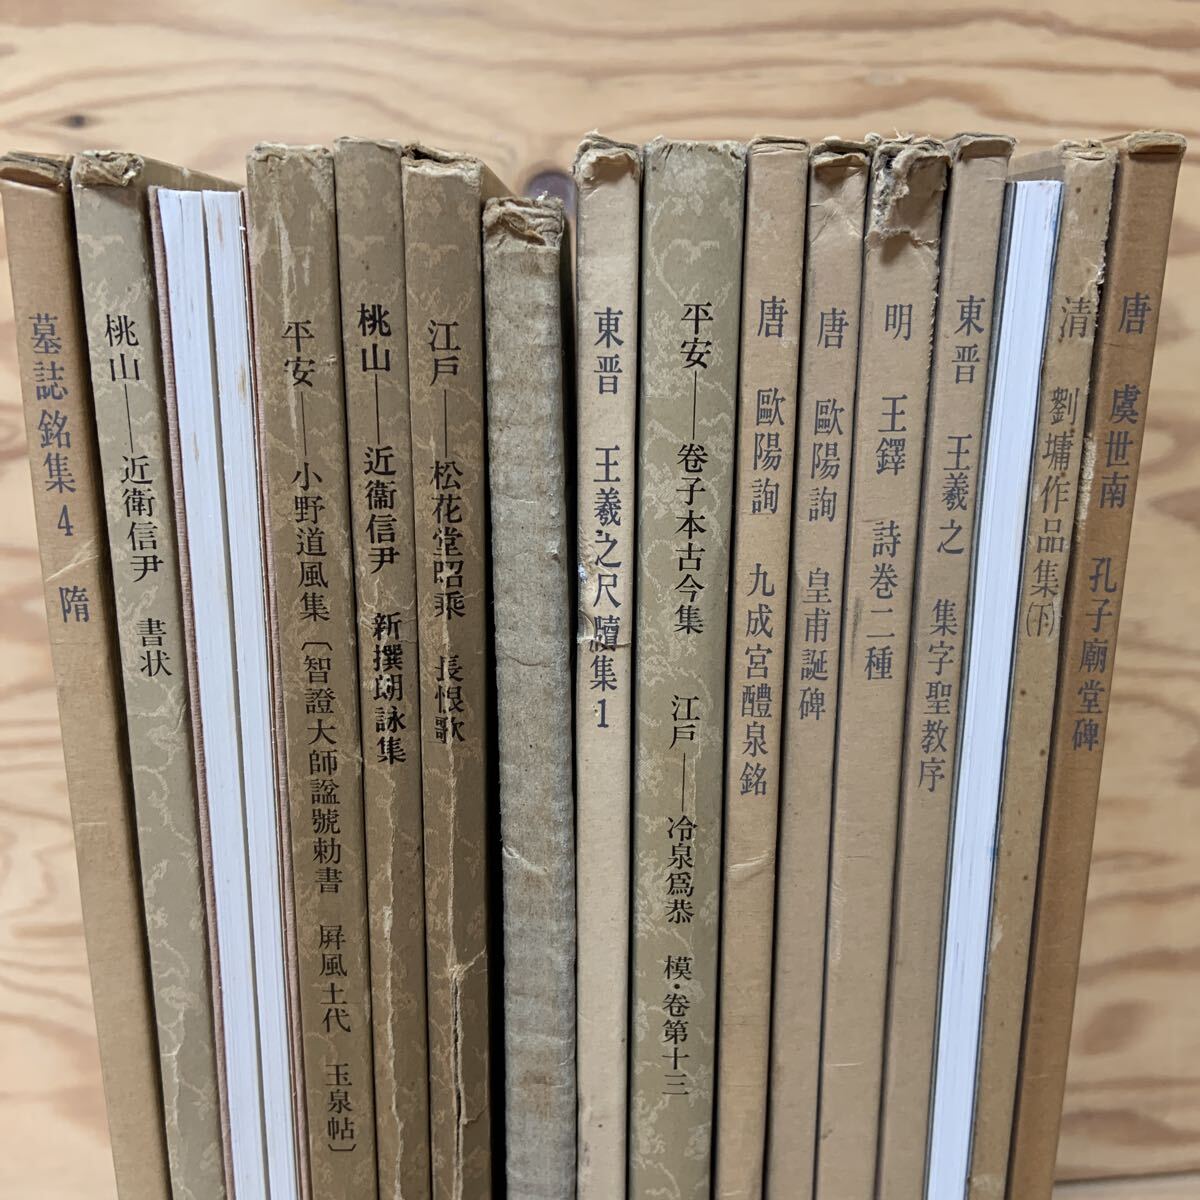 墓誌銘集4 隋
桃山──近衛信尹 書状
平安──小野道風集〔智證大師諡號勅書 屏風土代 玉泉帖〕
桃山──近衞信尹 新撰朗詠集
江戸──松花堂昭乘 長恨歌
東晋 王羲之尺牘集1
平安──巻子本古今集 江戸──冷泉爲恭 模・巻第十三
唐 歐陽詢 九成宮醴泉銘
唐 歐陽詢 皇甫誕碑
明 王鐸 詩巻二種
東晋 王羲之 集字聖教序
清 劉墉作品集(下)
唐 虞世南 孔子廟堂碑